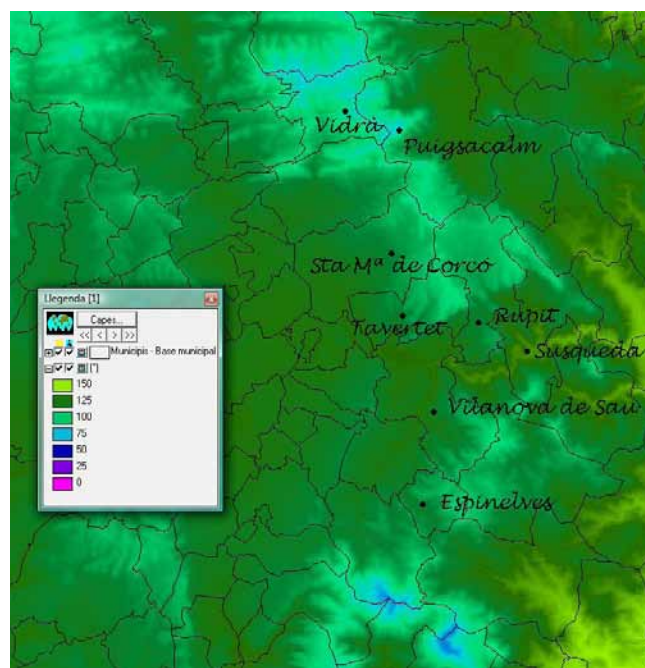 Vidrà
Puigsacalm
Sta Mª de Corcó
Tavertet
Rupit
Susqueda
Vilanova de Sau
Espinelves
Llegenda [1]
Capes...
<< < > >>
Municipis - Base municipal
(*)
150
125
100
75
50
25
0